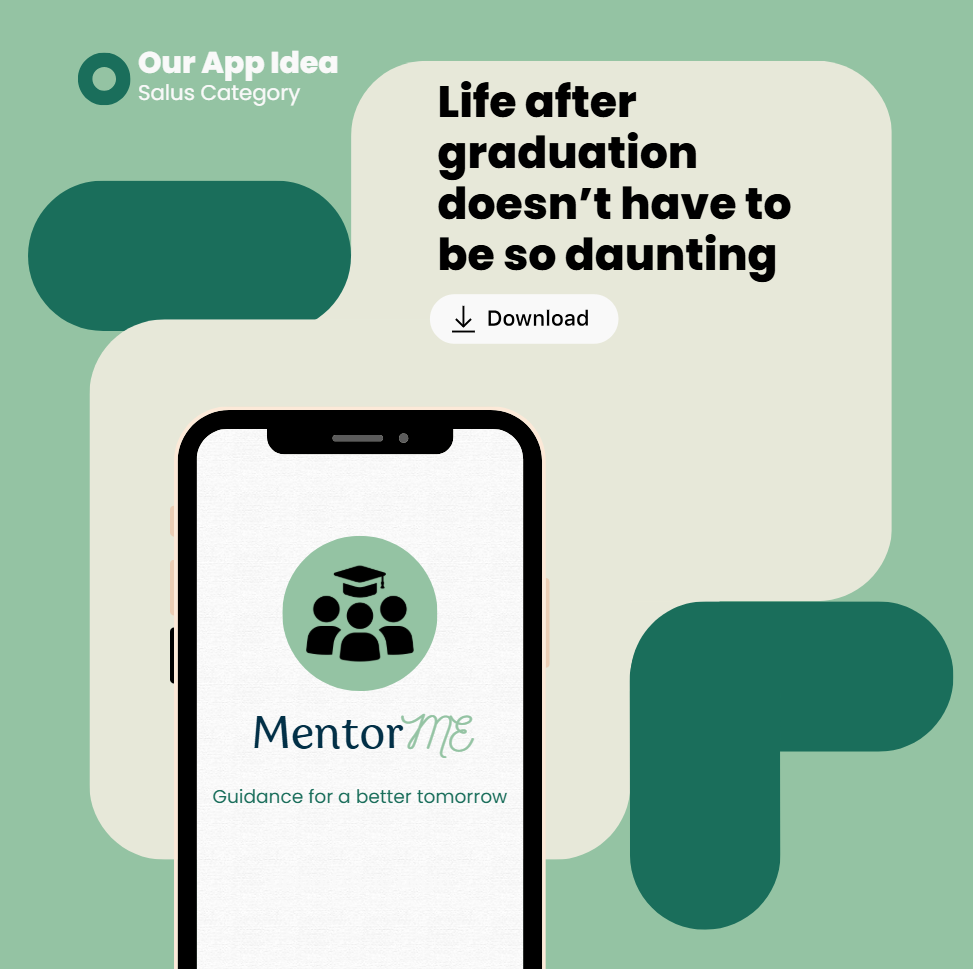 Our App Idea
Salus Category
Life after
graduation
doesn’t have to
be so daunting
Download
MentorME
Guidance for a better tomorrow